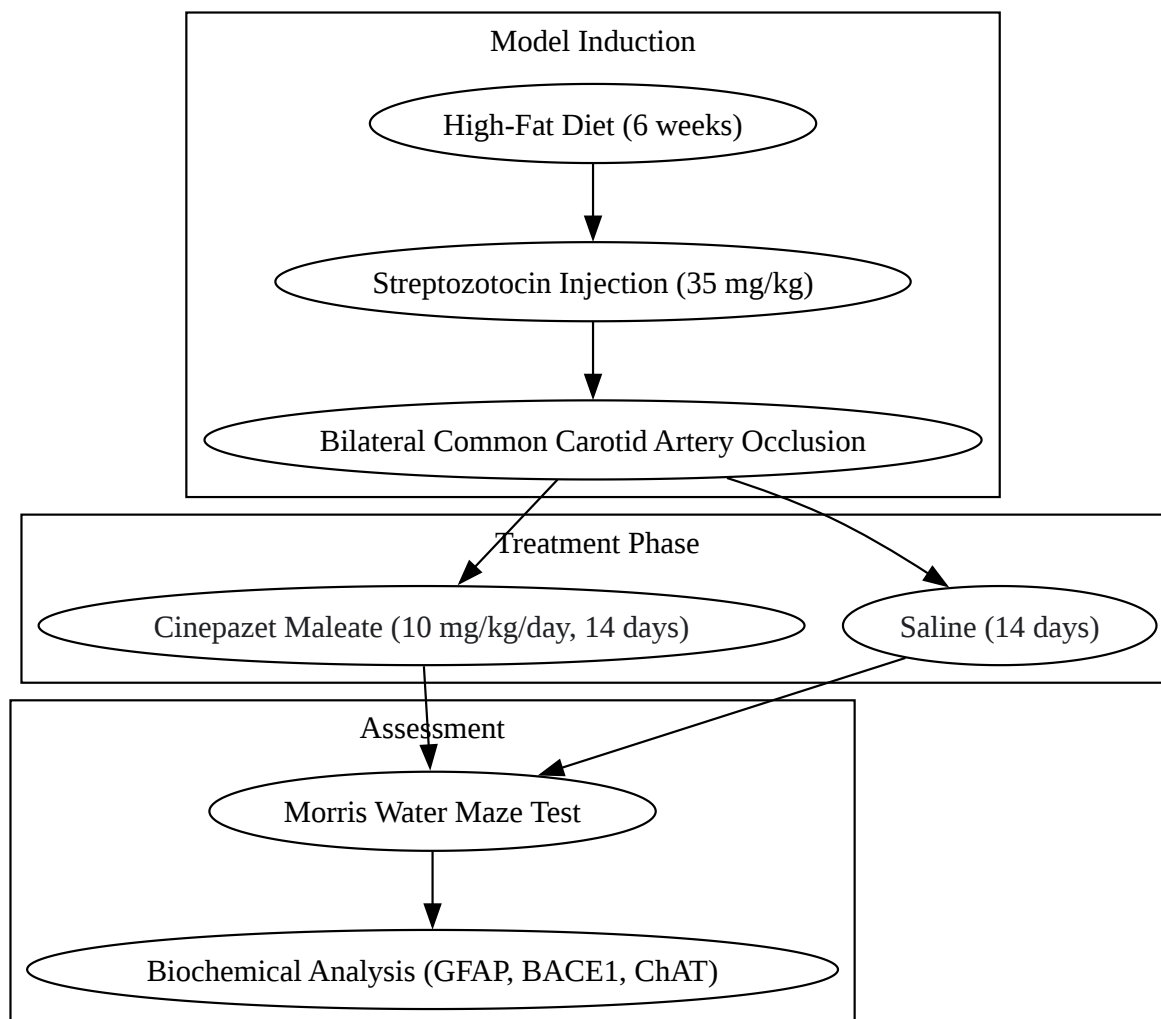 Model Induction
High-Fat Diet (6 weeks)
Streptozotocin Injection (35 mg/kg)
Bilateral Common Carotid Artery Occlusion
Treatment Phase
Cinepazet Maleate (10 mg/kg/day, 14 days)
Saline (14 days)
Assessment
Morris Water Maze Test
Biochemical Analysis (GFAP, BACE1, ChAT)